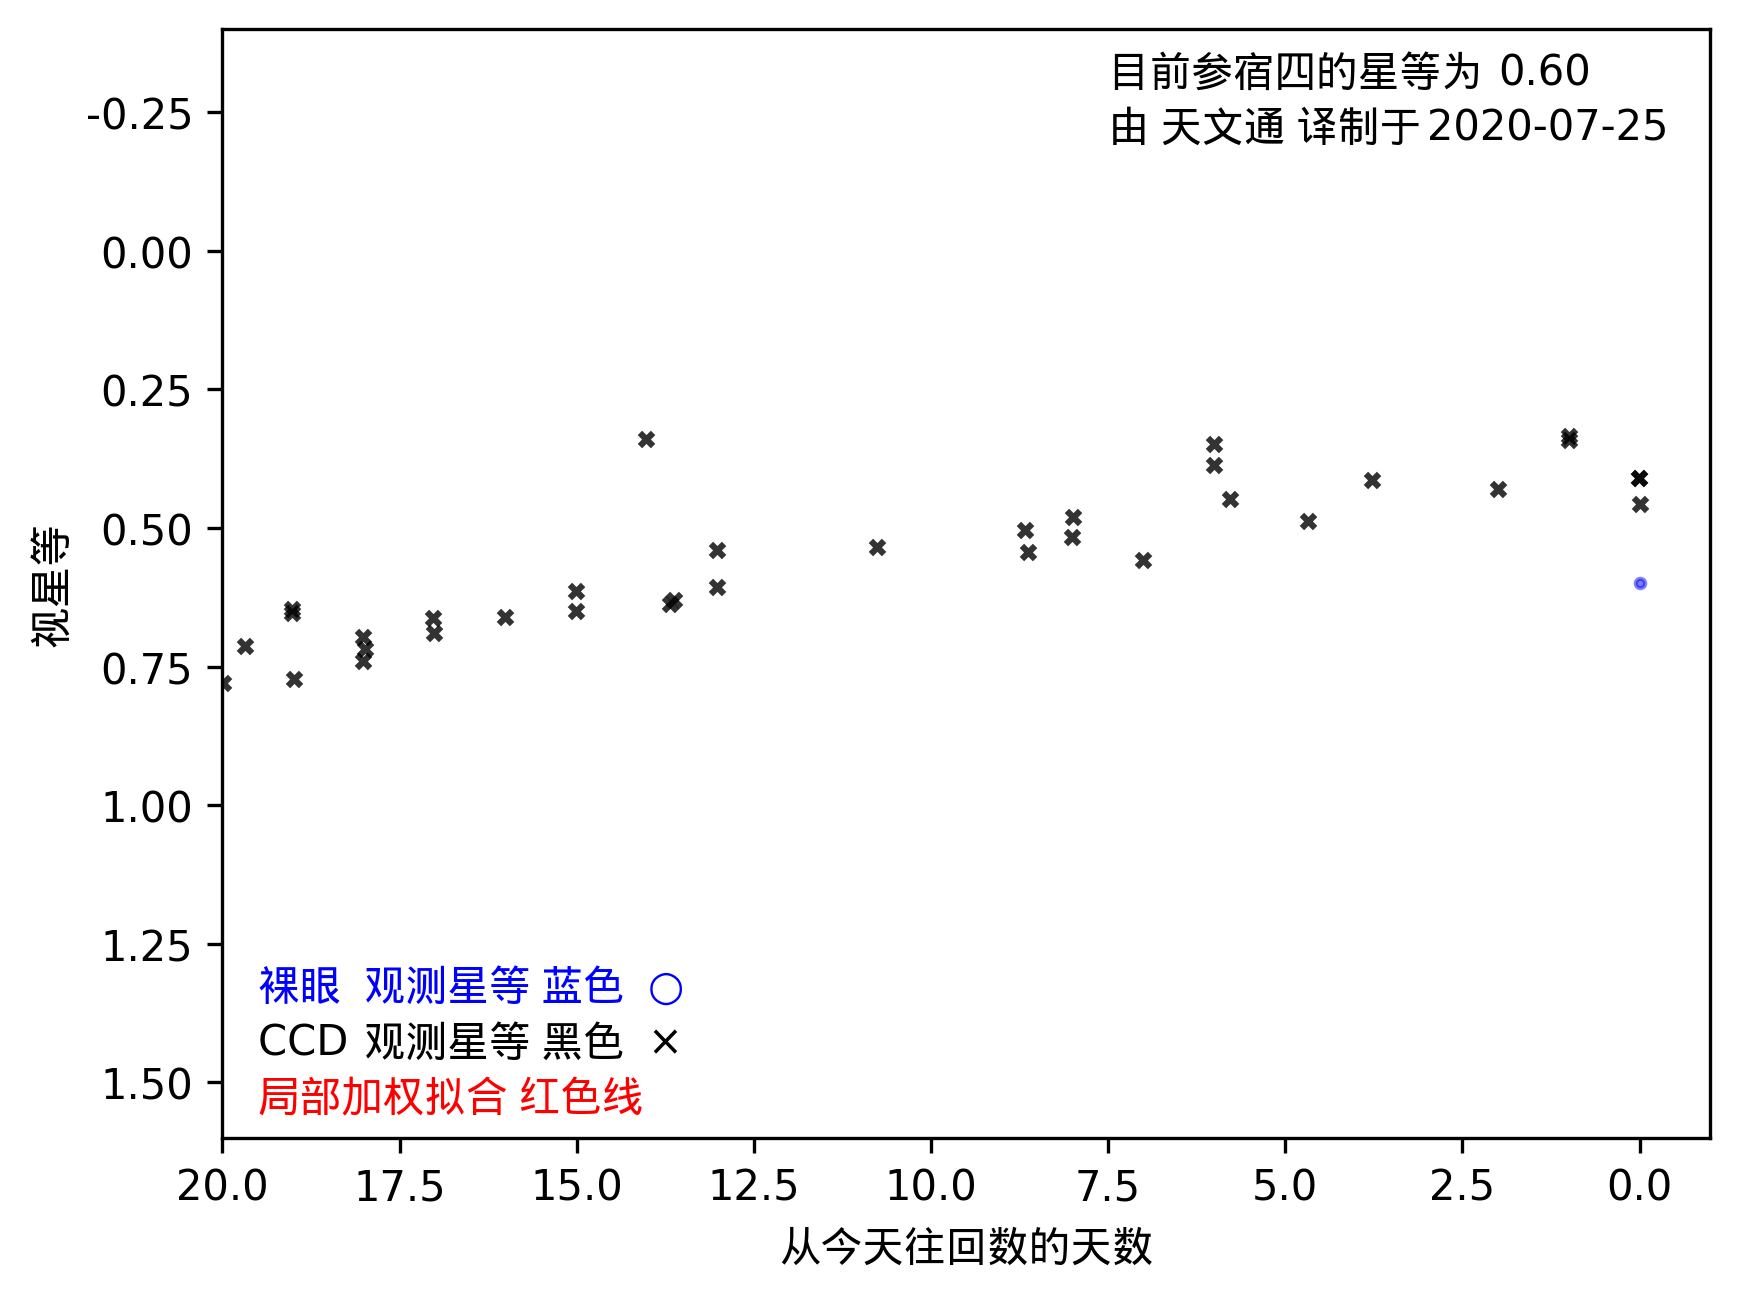 目前参宿四的星等为 0.60
由 天文通 译制于2020-07-25
-0.25
0.00
0.25
0.50
0.75
1.00
1.25
1.50
视星等
裸眼 观测星等 蓝色 ○
CCD 观测星等 黑色 ×
局部加权拟合 红色线
20.0 17.5 15.0 12.5 10.0 7.5 5.0 2.5 0.0
从今天往回数的天数